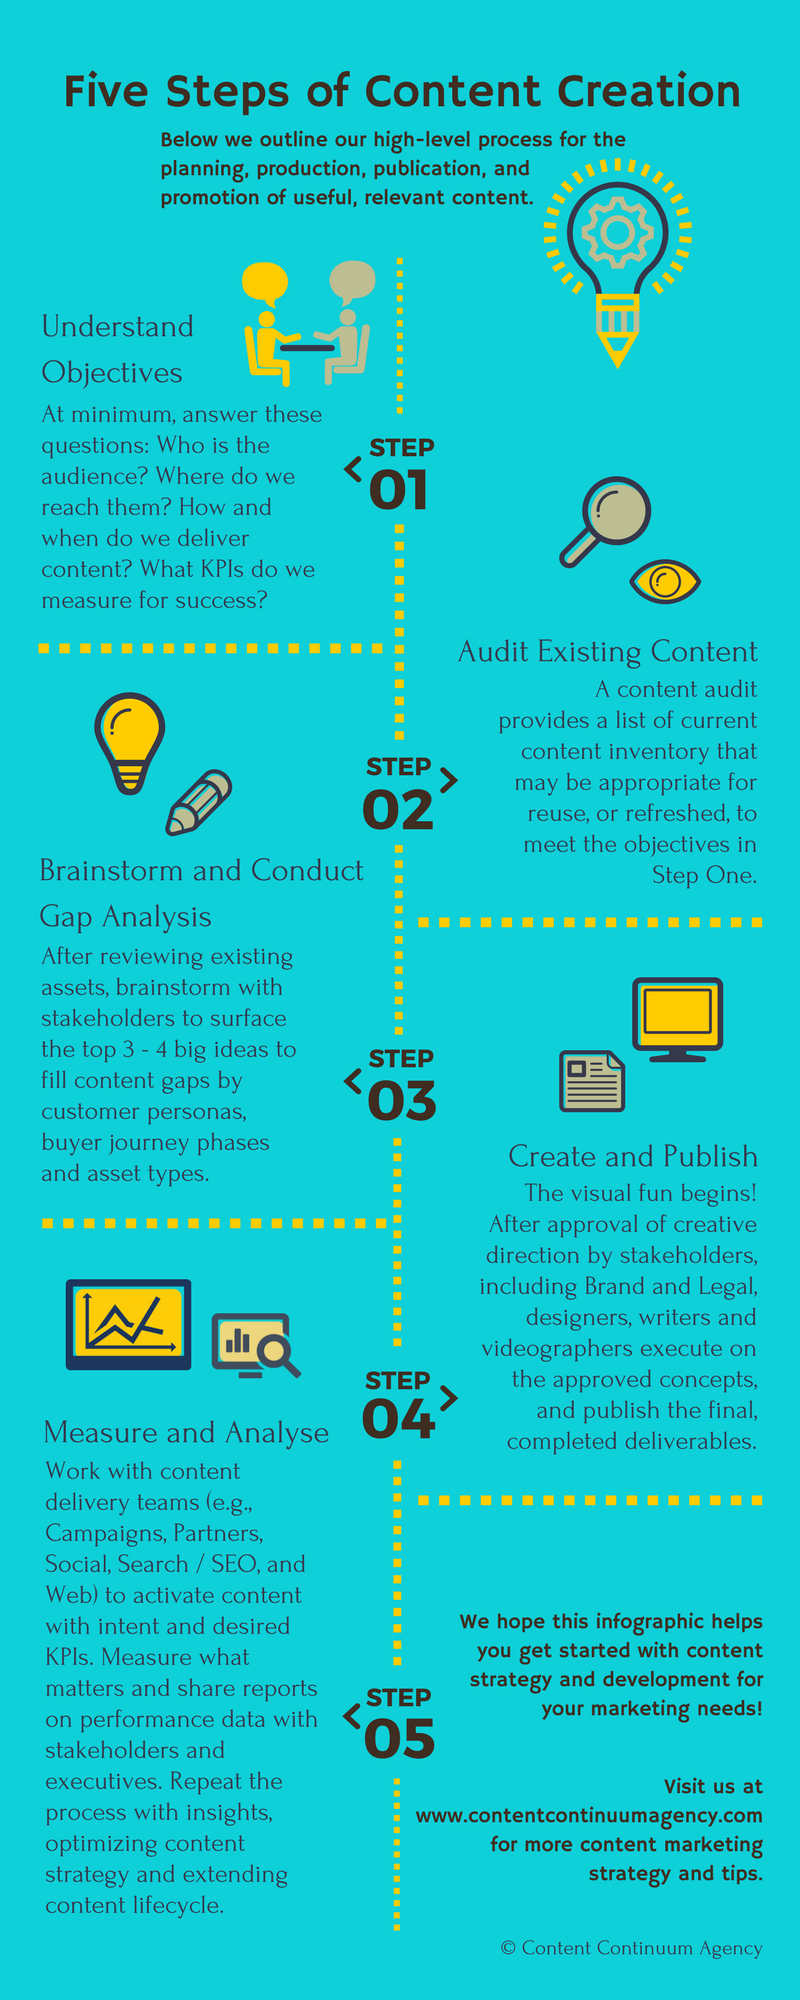 Five Steps of Content Creation
Below we outline our high-level process for the
planning, production, publication, and
promotion of useful, relevant content.
Understand
Objectives
At minimum, answer these
questions: Who is the
audience? Where do we
reach them? How and
when do we deliver
content? What KPIs do we
measure for success?
STEP
01
Audit Existing Content
A content audit
provides a list of current
content inventory that
may be appropriate for
reuse, or refreshed, to
meet the objectives in
Step One.
STEP
02
Brainstorm and Conduct
Gap Analysis
After reviewing existing
assets, brainstorm with
stakeholders to surface
the top 3 - 4 big ideas to
fill content gaps by
customer personas,
buyer journey phases
and asset types.
STEP
03
Create and Publish
The visual fun begins!
After approval of creative
direction by stakeholders,
including Brand and Legal,
designers, writers and
videographers execute on
the approved concepts,
and publish the final,
completed deliverables.
STEP
04
Measure and Analyse
Work with content
delivery teams (e.g.,
Campaigns, Partners,
Social, Search / SEO, and
Web) to activate content
with intent and desired
KPIs. Measure what
matters and share reports
on performance data with
stakeholders and
executives. Repeat the
process with insights,
optimizing content
strategy and extending
content lifecycle.
STEP
05
We hope this infographic helps
you get started with content
strategy and development for
your marketing needs!
Visit us at
www.contentcontinuumagency.com
for more content marketing
strategy and tips.
© Content Continuum Agency